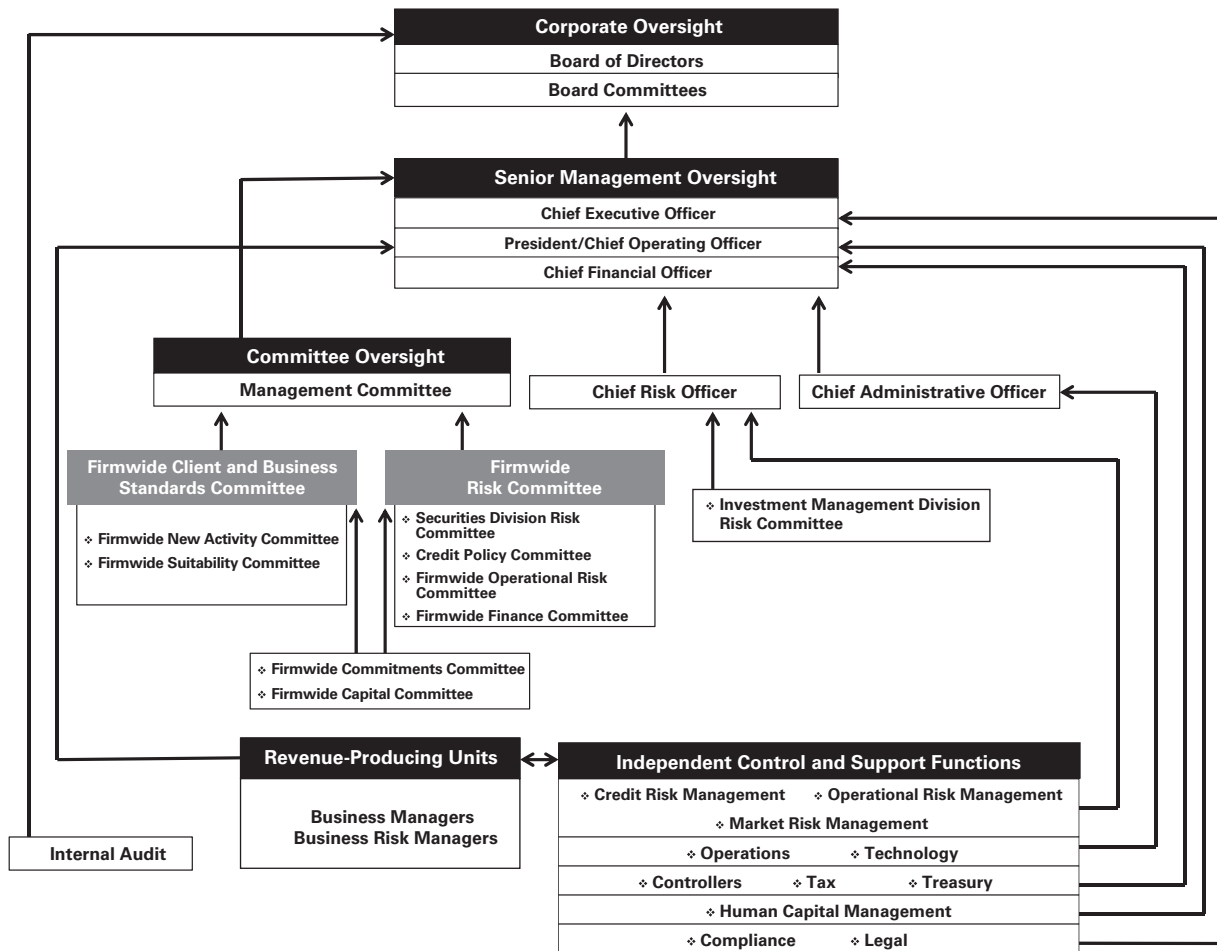 Corporate Oversight
Board of Directors
Board Committees
Senior Management Oversight
Chief Executive Officer
President/Chief Operating Officer
Chief Financial Officer
Committee Oversight
Management Committee
Chief Risk Officer
Chief Administrative Officer
Firmwide Client and Business
Standards Committee
❖ Firmwide New Activity Committee
❖ Firmwide Suitability Committee
Firmwide
Risk Committee
❖ Securities Division Risk
Committee
❖ Credit Policy Committee
❖ Firmwide Operational Risk
Committee
❖ Firmwide Finance Committee
❖ Investment Management Division
Risk Committee
❖ Firmwide Commitments Committee
❖ Firmwide Capital Committee
Revenue-Producing Units
Business Managers
Business Risk Managers
Independent Control and Support Functions
❖ Credit Risk Management ❖ Operational Risk Management
❖ Market Risk Management
❖ Operations ❖ Technology
❖ Controllers ❖ Tax ❖ Treasury
❖ Human Capital Management
❖ Compliance ❖ Legal
Internal Audit